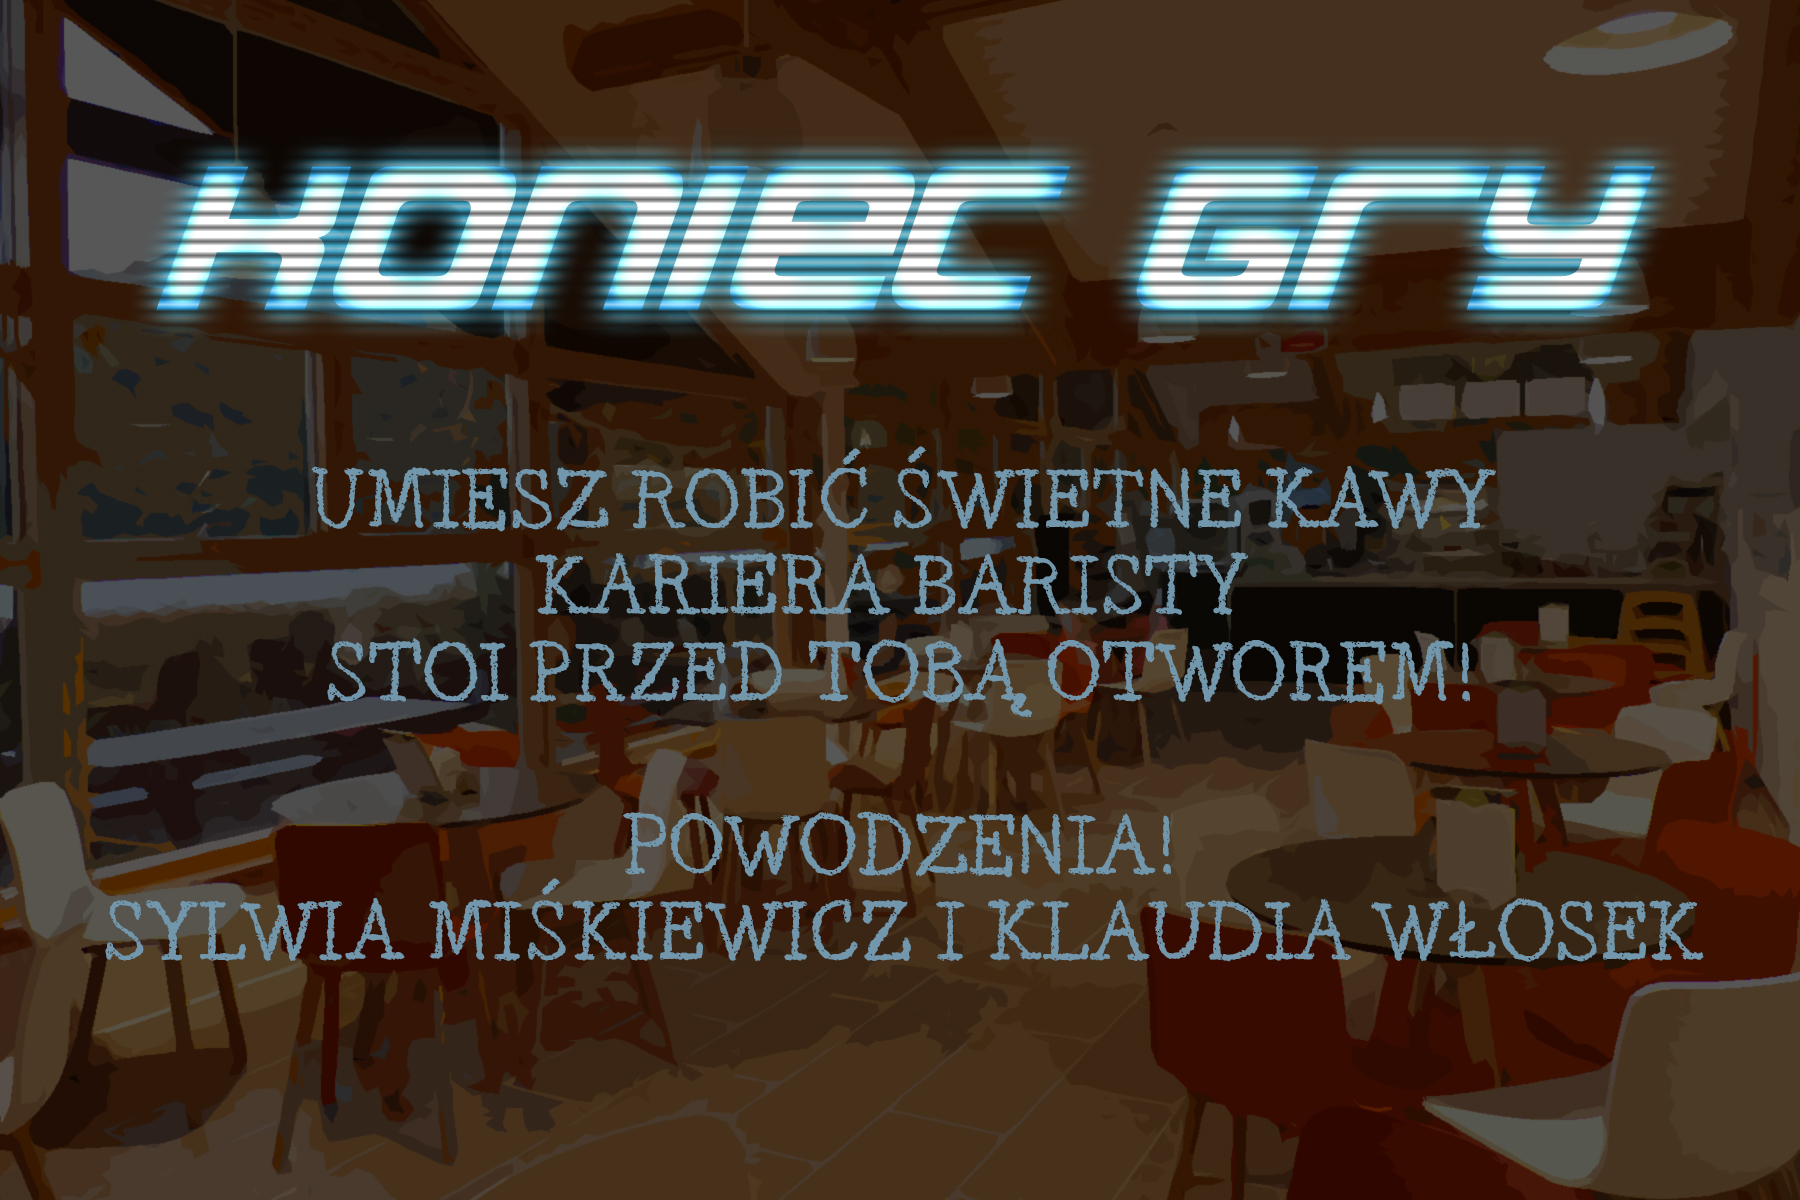 KONIEC GRY
UMIESZ ROBIĆ ŚWIETNE KAWY
KARIERA BARISTY
STOI PRZED TOBĄ OTWOREM!
POWODZENIA!
SYLWIA MIŚKIEWICZ I KLAUDIA WŁOSEK